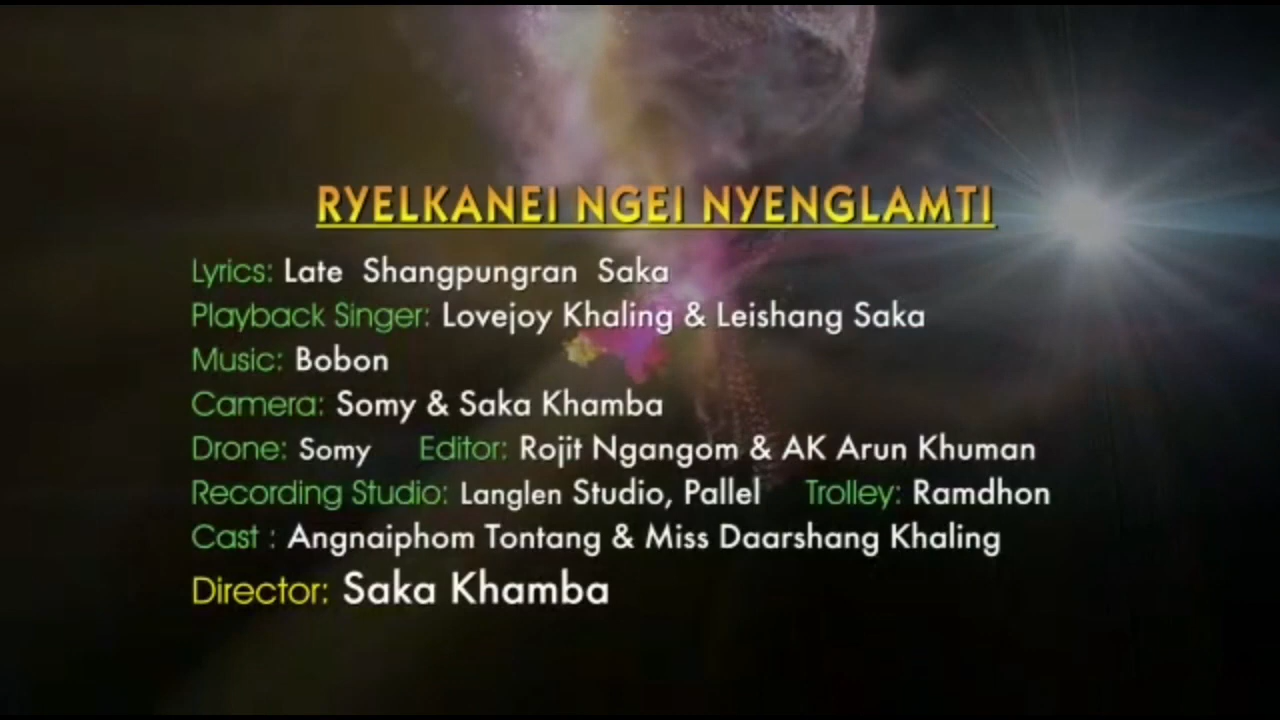 RYELKANEI NGEI NYENGLAMTI
Lyrics: Late Shangpungran Saka
Playback Singer: Lovejoy Khaling & Leishang Saka
Music: Bobon
Camera: Somy & Saka Khamba
Drone: Somy Editor: Rojit Ngangom & AK Arun Khuman
Recording Studio: Langlen Studio, Pallel Trolley: Ramdhon
Cast : Angnaiphom Tontang & Miss Daarshang Khaling
Director: Saka Khamba